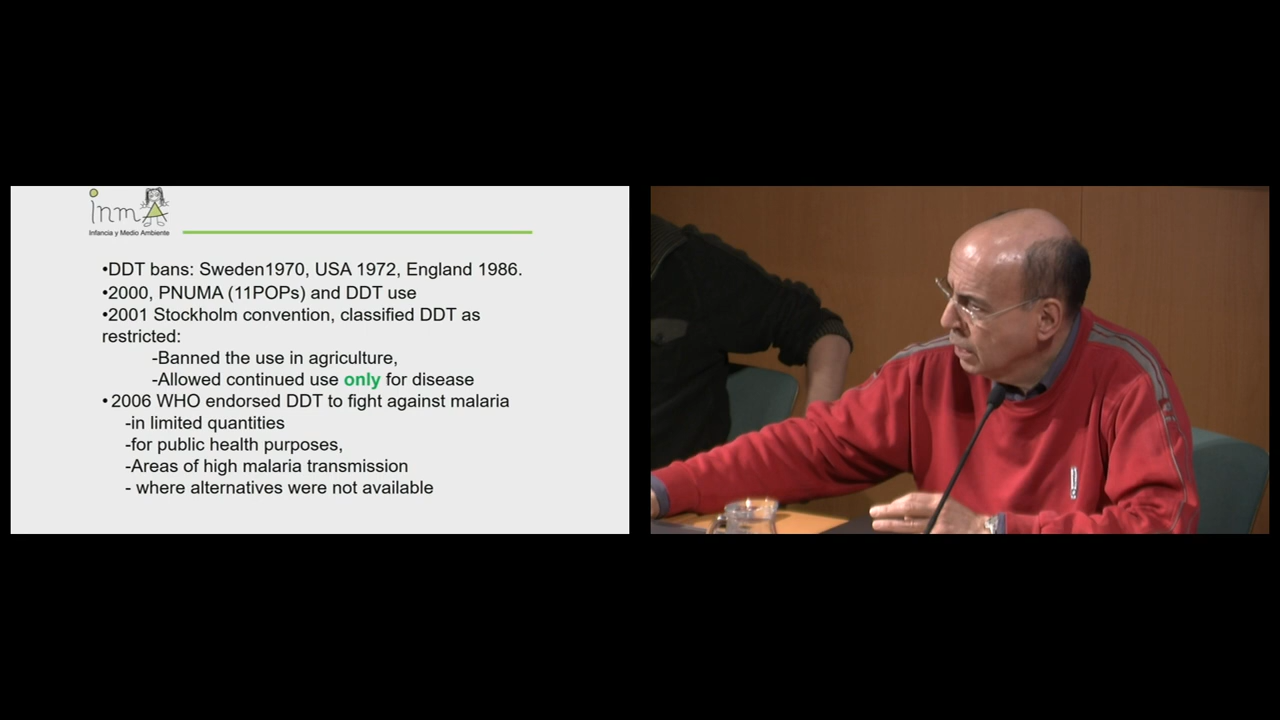 inmA
Infancia y Medio Ambiente
•DDT bans: Sweden1970, USA 1972, England 1986.
•2000, PNUMA (11POPs) and DDT use
•2001 Stockholm convention, classified DDT as
restricted:
-Banned the use in agriculture,
-Allowed continued use only for disease
•2006 WHO endorsed DDT to fight against malaria
-in limited quantities
-for public health purposes,
-Areas of high malaria transmission
- where alternatives were not available